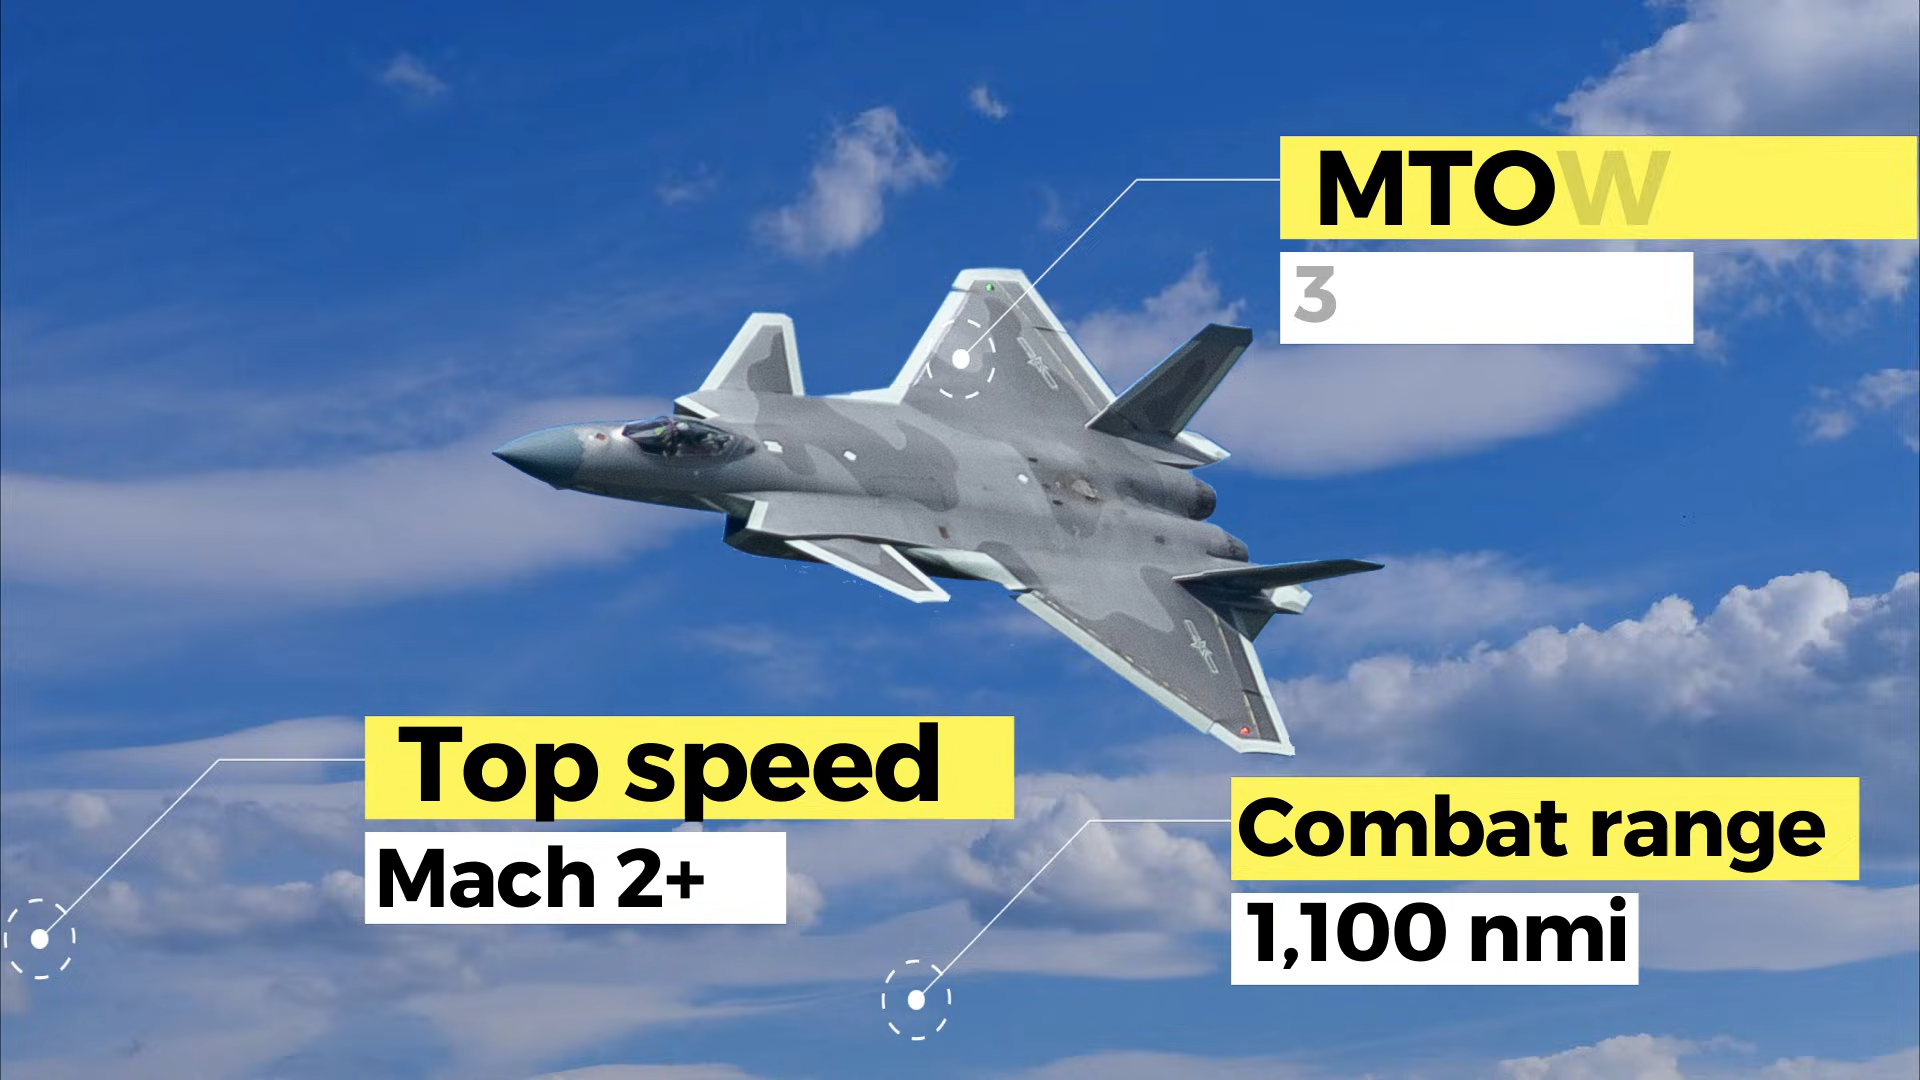 MTOW
3
Top speed
Mach 2+
Combat range
1,100 nmi